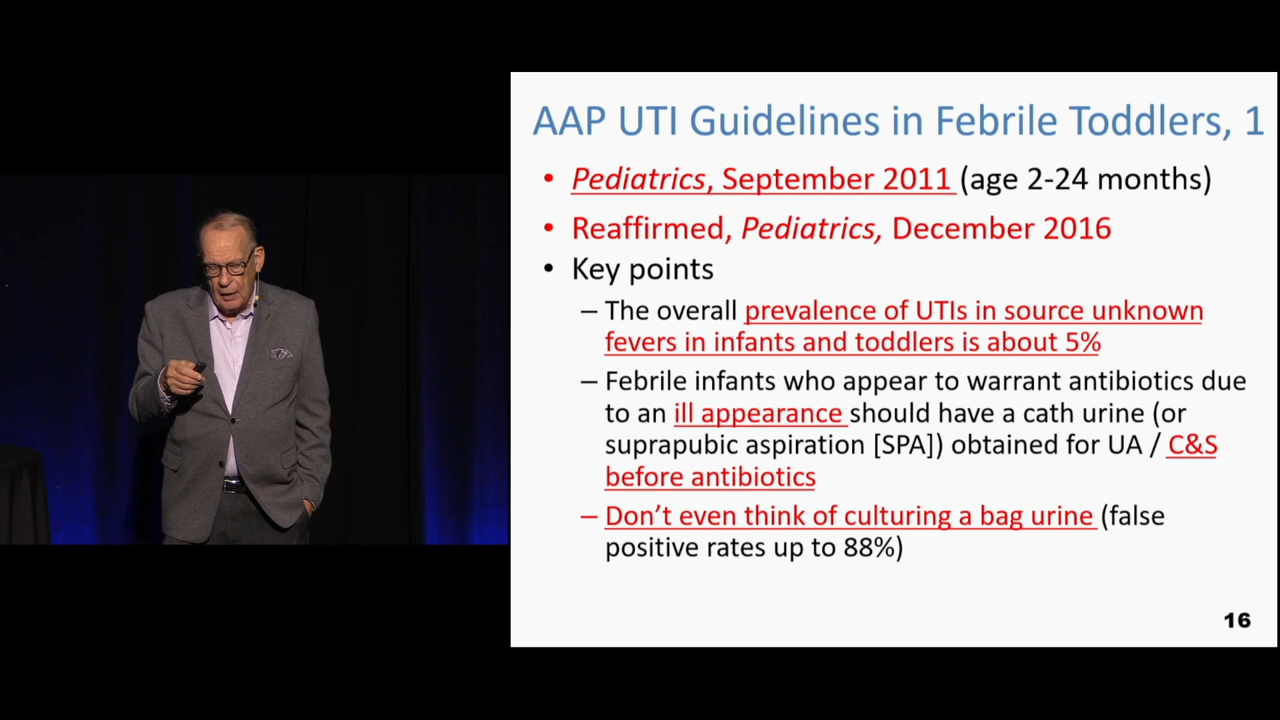 AAP UTI Guidelines in Febrile Toddlers, 1
• Pediatrics, September 2011 (age 2-24 months)
• Reaffirmed, Pediatrics, December 2016
• Key points
– The overall prevalence of UTIs in source unknown
fevers in infants and toddlers is about 5%
– Febrile infants who appear to warrant antibiotics due
to an ill appearance should have a cath urine (or
suprapubic aspiration [SPA]) obtained for UA / C&S
before antibiotics
– Don’t even think of culturing a bag urine (false
positive rates up to 88%)
16